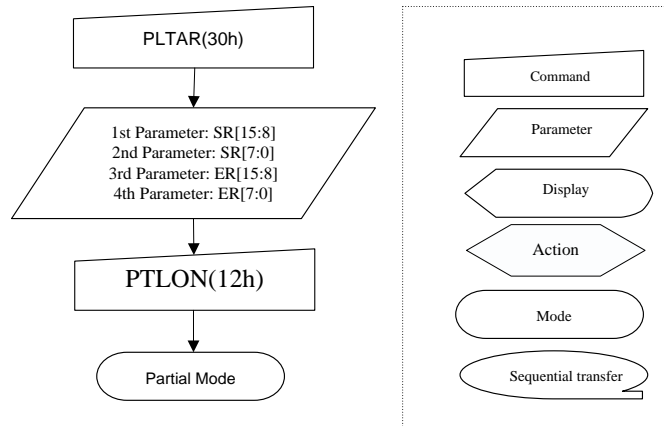 PLTAR(30h)
1st Parameter: SR[15:8]
2nd Parameter: SR[7:0]
3rd Parameter: ER[15:8]
4th Parameter: ER[7:0]
PTLON(12h)
Partial Mode
Command
Parameter
Display
Action
Mode
Sequential transfer